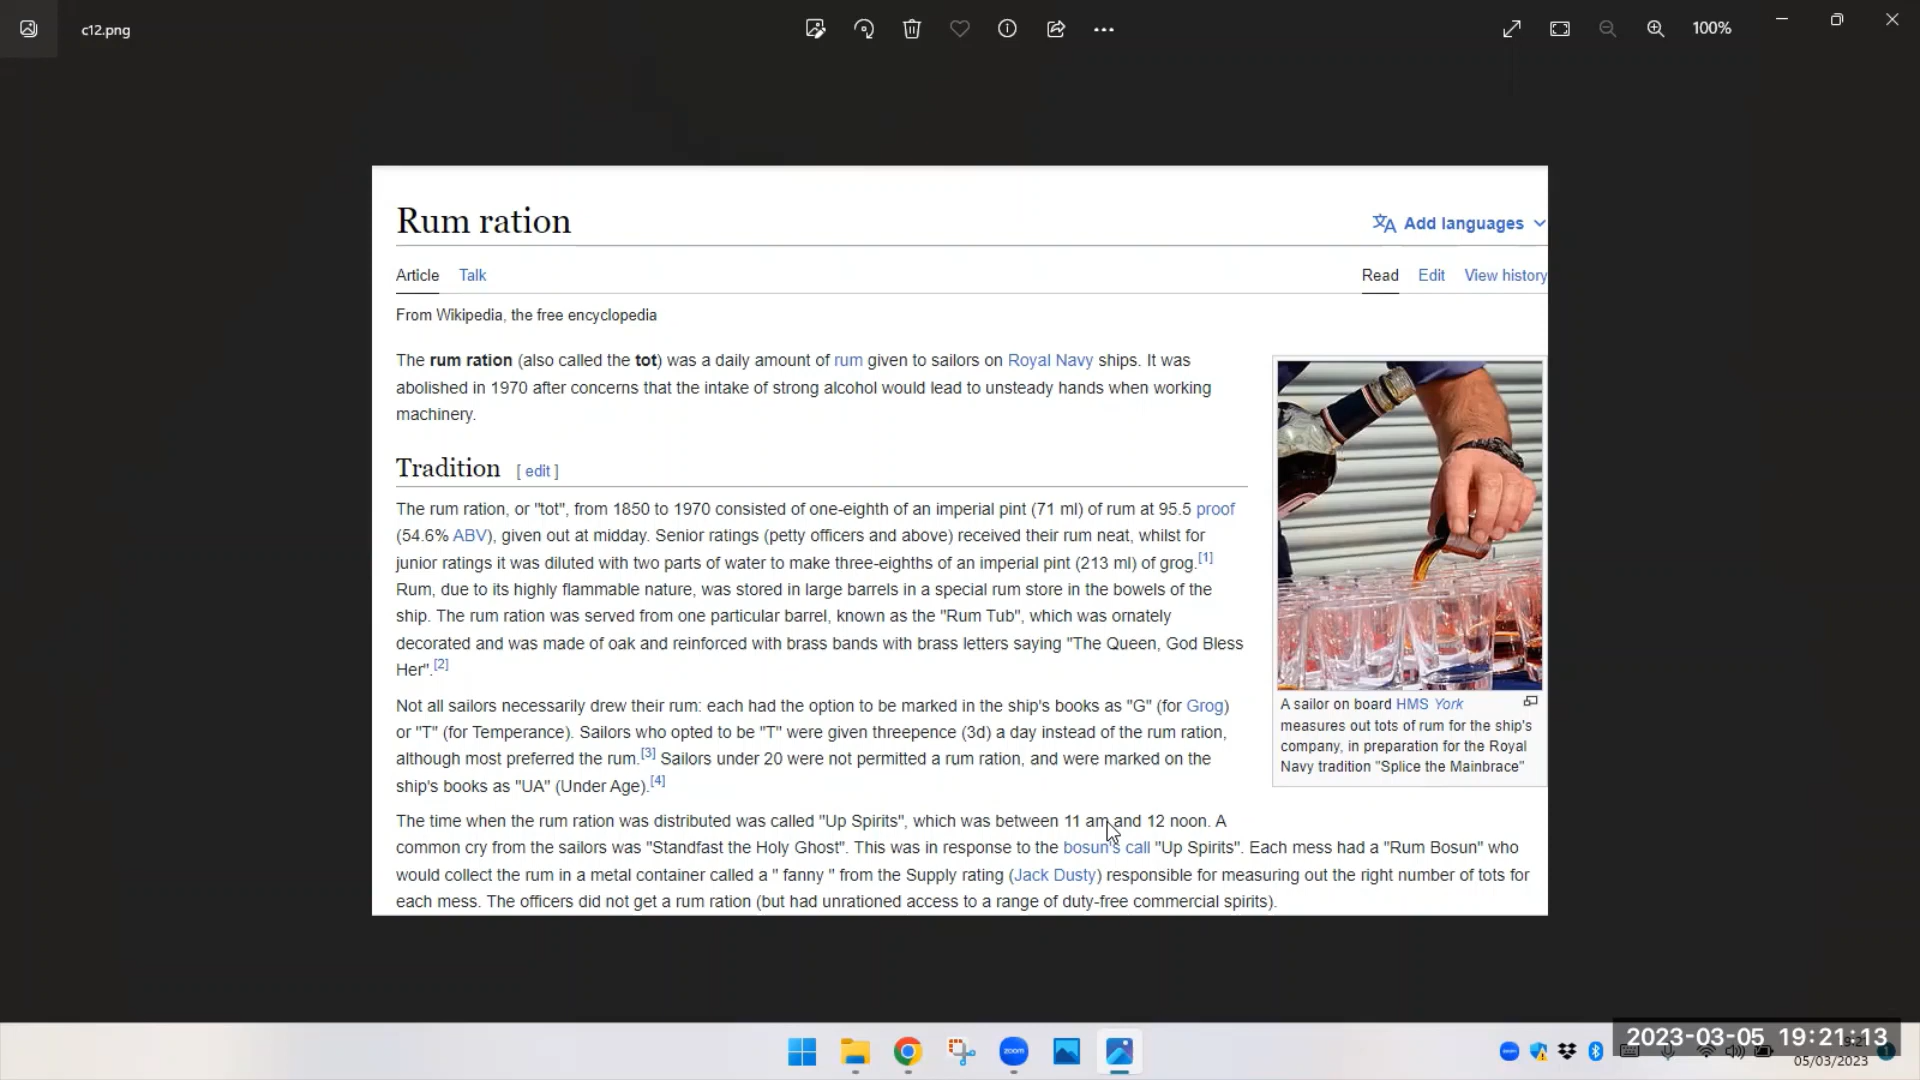 c12.png
100%
Rum ration
Add languages
Article Talk Read Edit View history
From Wikipedia, the free encyclopedia
The rum ration (also called the tot) was a daily amount of rum given to sailors on Royal Navy ships. It was
abolished in 1970 after concerns that the intake of strong alcohol would lead to unsteady hands when working
machinery.
Tradition [ edit ]
The rum ration, or "tot", from 1850 to 1970 consisted of one-eighth of an imperial pint (71 ml) of rum at 95.5 proof
(54.6% ABV), given out at midday. Senior ratings (petty officers and above) received their rum neat, whilst for
junior ratings it was diluted with two parts of water to make three-eighths of an imperial pint (213 ml) of grog.[1]
Rum, due to its highly flammable nature, was stored in large barrels in a special rum store in the bowels of the
ship. The rum ration was served from one particular barrel, known as the "Rum Tub", which was ornately
decorated and was made of oak and reinforced with brass bands with brass letters saying "The Queen, God Bless
Her".[2]
Not all sailors necessarily drew their rum: each had the option to be marked in the ship's books as "G" (for Grog)
or "T" (for Temperance). Sailors who opted to be "T" were given threepence (3d) a day instead of the rum ration,
although most preferred the rum.[3] Sailors under 20 were not permitted a rum ration, and were marked on the
ship's books as "UA" (Under Age).[4]
A sailor on board HMS York
measures out tots of rum for the ship's
company, in preparation for the Royal
Navy tradition "Splice the Mainbrace"
The time when the rum ration was distributed was called "Up Spirits", which was between 11 am and 12 noon. A
common cry from the sailors was "Standfast the Holy Ghost". This was in response to the bosun's call "Up Spirits". Each mess had a "Rum Bosun" who
would collect the rum in a metal container called a " fanny " from the Supply rating (Jack Dusty) responsible for measuring out the right number of tots for
each mess. The officers did not get a rum ration (but had unrationed access to a range of duty-free commercial spirits).
zoom
2023-03-05 19:21:13
05/03/2023